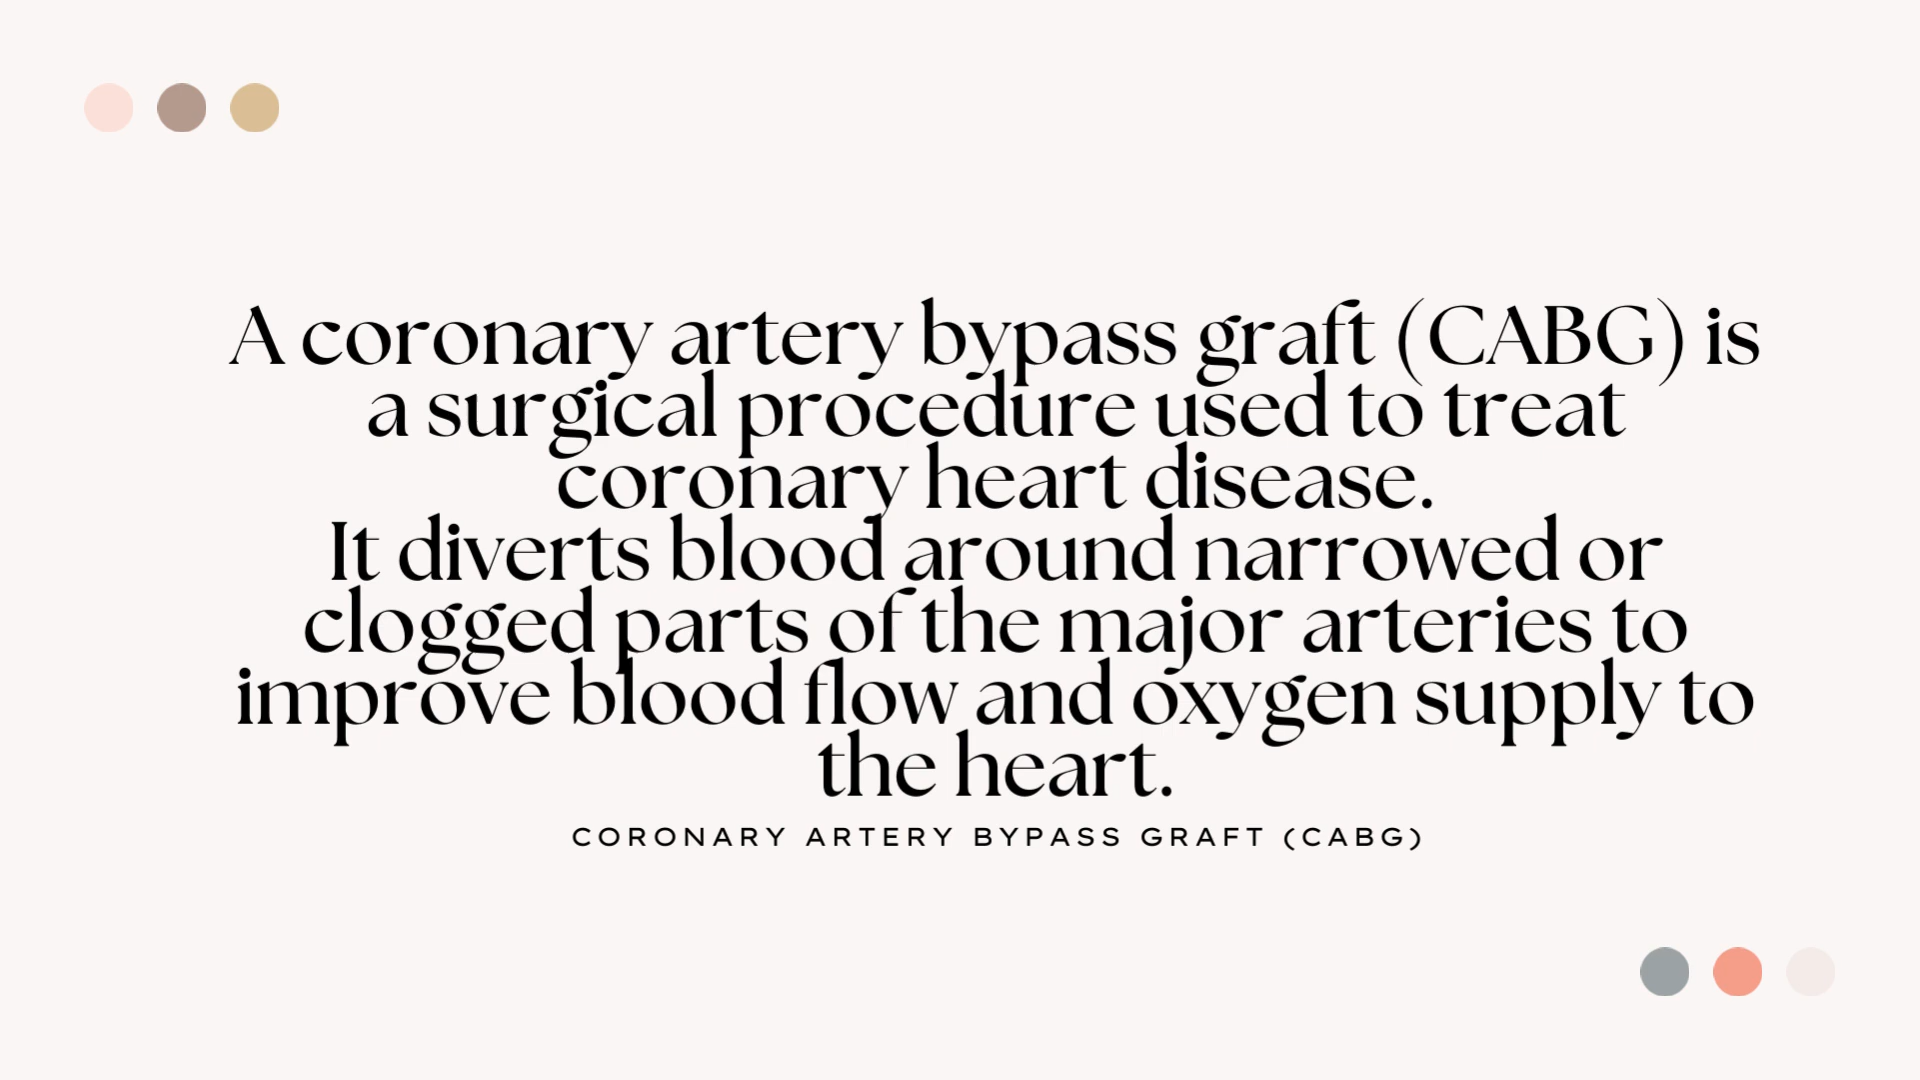 A coronary artery bypass graft (CABG) is
a surgical procedure used to treat
coronary heart disease.
It diverts blood around narrowed or
clogged parts of the major arteries to
improve blood flow and oxygen supply to
the heart.
CORONARY ARTERY BYPASS GRAFT (CABG)